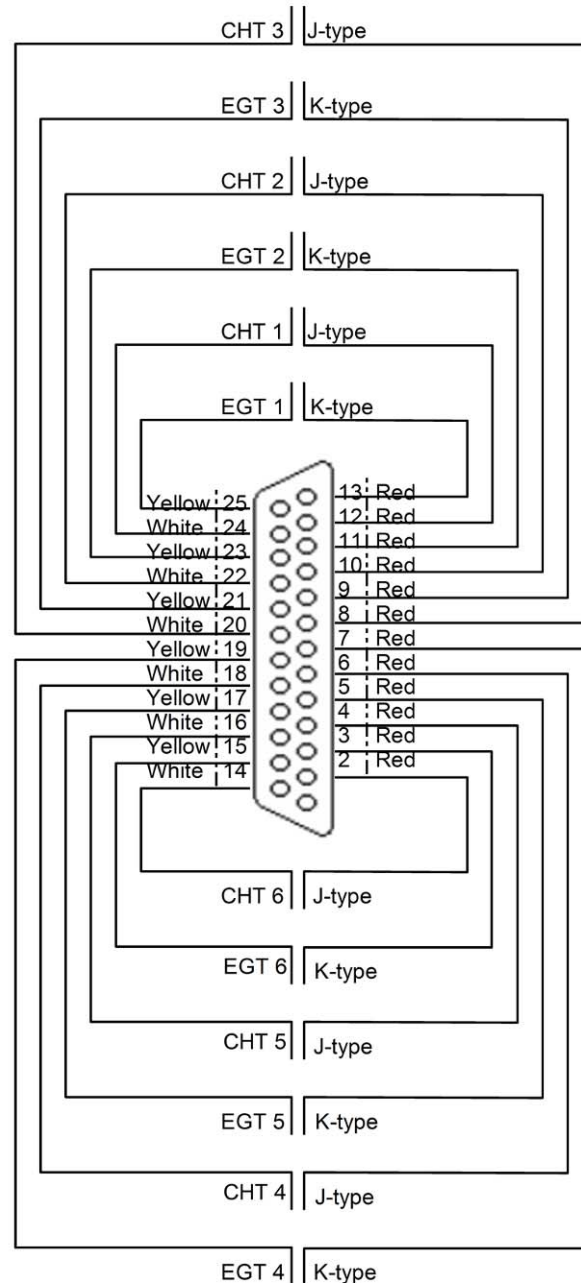 CHT 3 J-type
EGT 3 K-type
CHT 2 J-type
EGT 2 K-type
CHT 1 J-type
EGT 1 K-type
13 Red
Yellow 25
12 Red
White 24
11 Red
Yellow 23
10 Red
White 22
9 Red
Yellow 21
8 Red
White 20
7 Red
Yellow 19
6 Red
White 18
5 Red
Yellow 17
4 Red
White 16
3 Red
Yellow 15
2 Red
White 14
CHT 6 J-type
EGT 6 K-type
CHT 5 J-type
EGT 5 K-type
CHT 4 J-type
EGT 4 K-type